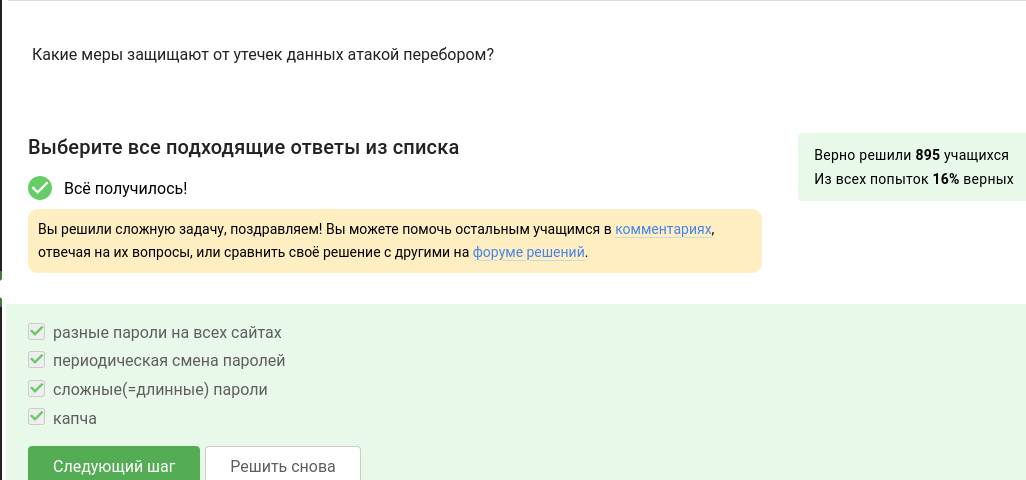 Какие меры защищают от утечек данных атакой перебором?
Выберите все подходящие ответы из списка
Верно решили 895 учащихся
Из всех попыток 16% верных
Всё получилось!
Вы решили сложную задачу, поздравляем! Вы можете помочь остальным учащимся в комментариях,
отвечая на их вопросы, или сравнить своё решение с другими на форуме решений.
разные пароли на всех сайтах
периодическая смена паролей
сложные(=длинные) пароли
капча
Следующий шаг
Решить снова